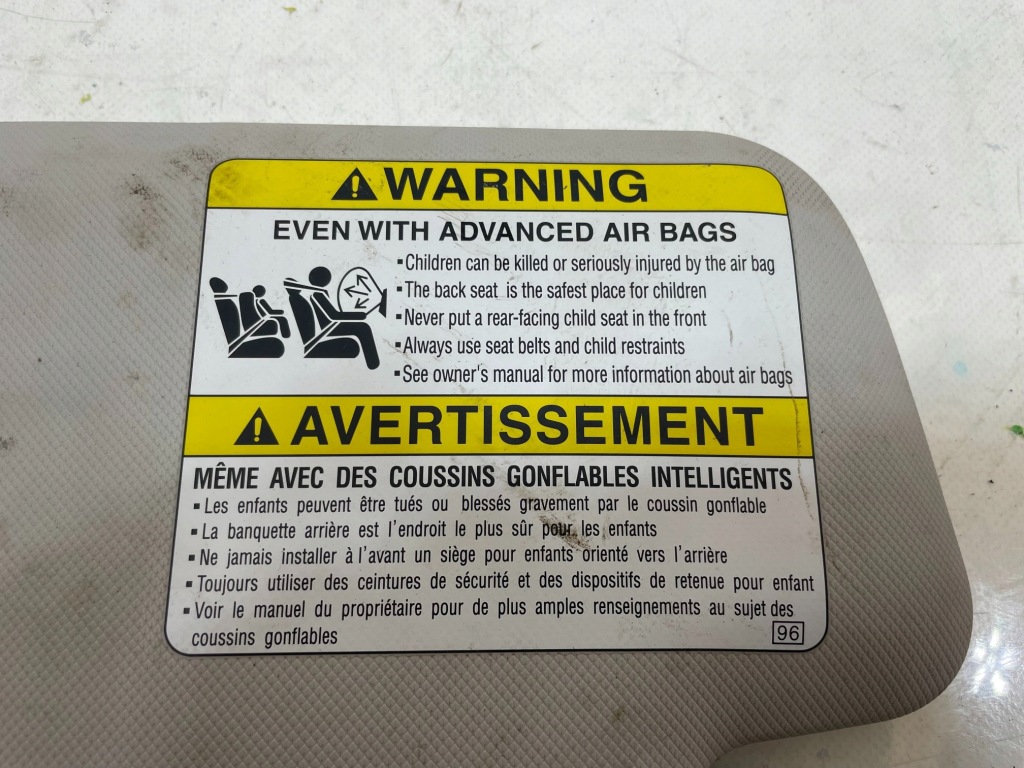 WARNING
EVEN WITH ADVANCED AIR BAGS
▪Children can be killed or seriously injured by the air bag
▪The back seat is the safest place for children
▪Never put a rear-facing child seat in the front
▪Always use seat belts and child restraints
▪See owner's manual for more information about air bags
AVERTISSEMENT
MÊME AVEC DES COUSSINS GONFLABLES INTELLIGENTS
▪Les enfants peuvent être tués ou blessés gravement par le coussin gonflable
▪La banquette arrière est l'endroit le plus sûr pour les enfants
▪Ne jamais installer à l'avant un siège pour enfants orienté vers l'arrière
▪Toujours utiliser des ceintures de sécurité et des dispositifs de retenue pour enfant
▪Voir le manuel du propriétaire pour de plus amples renseignements au sujet des
coussins gonflables
96